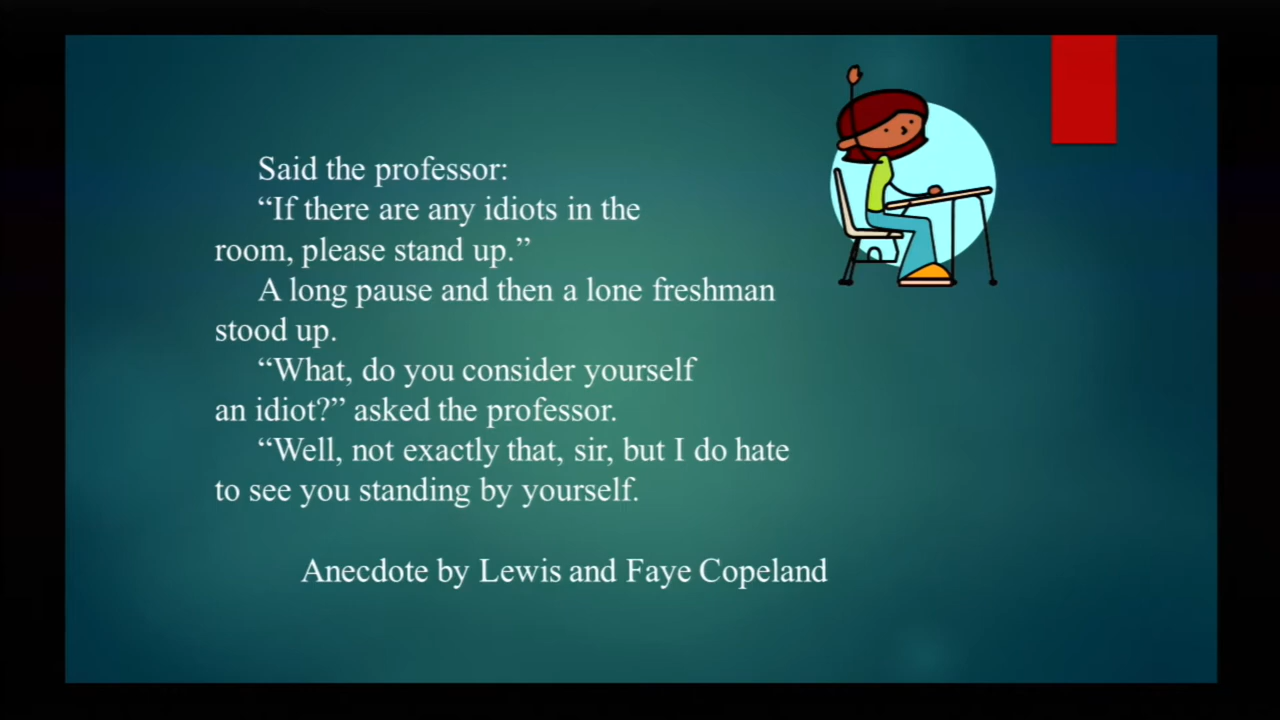 Said the professor:
“If there are any idiots in the
room, please stand up.”
A long pause and then a lone freshman
stood up.
“What, do you consider yourself
an idiot?” asked the professor.
“Well, not exactly that, sir, but I do hate
to see you standing by yourself.
Anecdote by Lewis and Faye Copeland